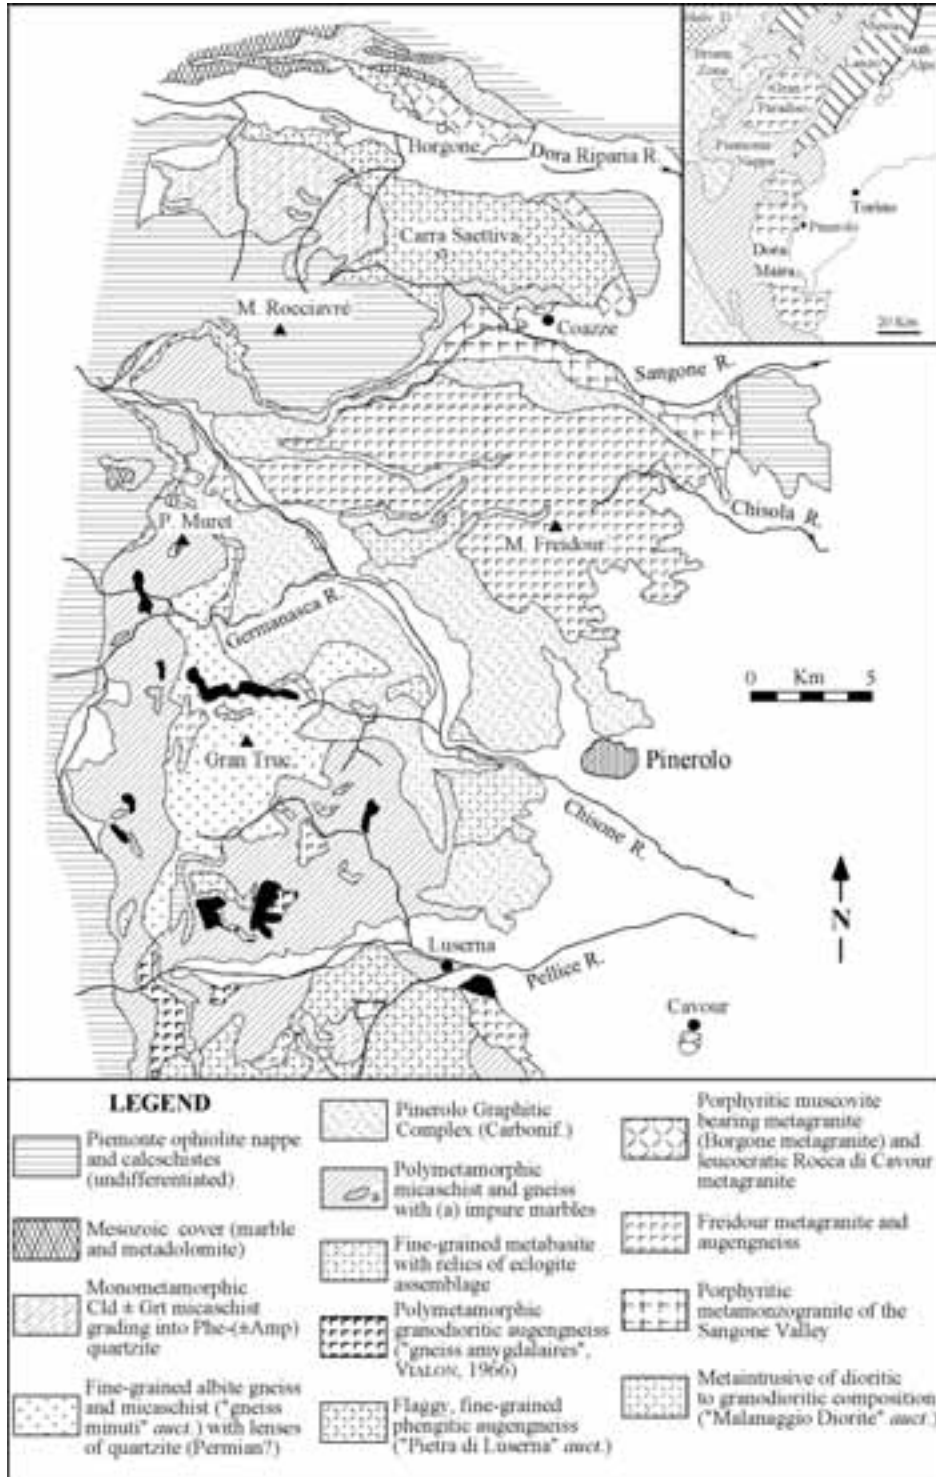 Helv. D
Gran
Paradiso
Piemonte
Nappe
Torino
Pinerolo
Dora
Maira
20 Km
Borgone
Dora Riparia R.
Carra Saettiva
M. Rocciavrè
Coazze
Sangone R.
Chisola R.
P. Muret
M. Freidour
Germanasca R.
0 Km 5
Gran Truc
Pinerolo
Chisone R.
N
Luserna
Pellice R.
Cavour
LEGEND
Piemonte ophiolite nappe
and calcschistes
(undifferentiated)
Mesozoic cover (marble
and metadolomite)
Monometamorphic
Cld ± Grt micaschist
grading into Phe-(±Amp)
quartzite
Fine-grained albite gneiss
and micaschist ("gneiss
minuti" auct.) with lenses
of quartzite (Permian?)
Pinerolo Graphitic
Complex (Carbonif.)
a
Polymetamorphic
micaschist and gneiss
with (a) impure marbles
Fine-grained metabasite
with relics of eclogite
assemblage
Polymetamorphic
granodioritic augengneiss
("gneiss amygdalaires",
VIALON, 1966)
Flaggy, fine-grained
phengitic augengneiss
("Pietra di Luserna" auct.)
Porphyritic muscovite
bearing metagranite
(Borgone metagranite) and
leucocratic Rocca di Cavour
metagranite
Freidour metagranite and
augengneiss
Porphyritic
metamonzogranite of the
Sangone Valley
Metaintrusive of dioritic
to granodioritic composition
("Malanaggio Diorite" auct.)